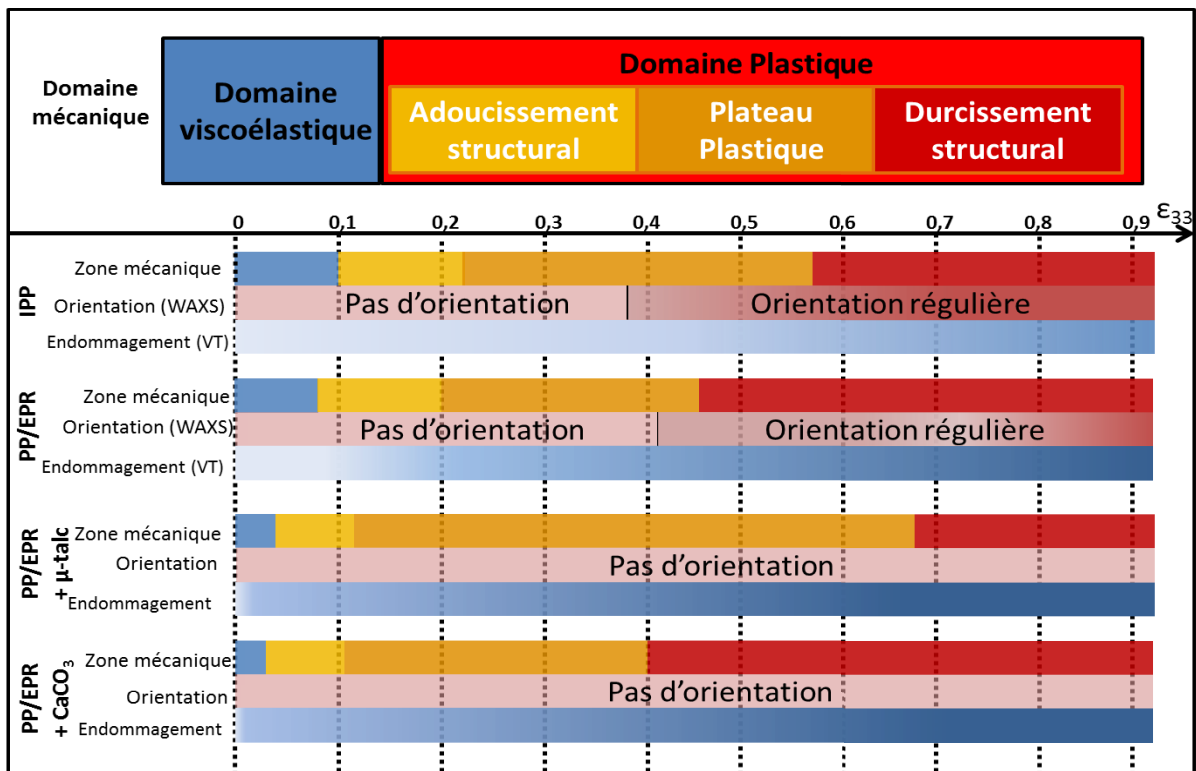 Domaine
mécanique
Domaine
viscoélastique
Domaine Plastique
Adoucissement
structural
Plateau
Plastique
Durcissement
structural
0 0,1 0,2 0,3 0,4 0,5 0,6 0,7 0,8 0,9 ε33
IPP
Zone mécanique
Orientation (WAXS)
Pas d'orientation
Orientation régulière
Endommagement (VT)
PP/EPR
Zone mécanique
Orientation (WAXS)
Pas d'orientation
Orientation régulière
Endommagement (VT)
PP/EPR
+ μ-talc
Zone mécanique
Orientation
Pas d'orientation
Endommagement
PP/EPR
+ CaCO3
Zone mécanique
Orientation
Pas d'orientation
Endommagement